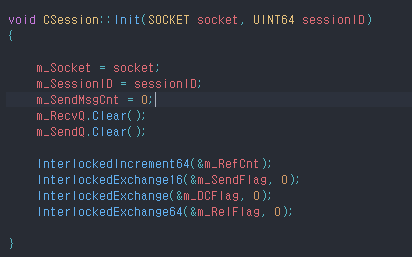 void CSession::Init(SOCKET socket, UINT64 sessionID)
{
m_Socket = socket;
m_SessionID = sessionID;
m_SendMsgCnt = 0;
m_RecvQ.Clear();
m_SendQ.Clear();
InterlockedIncrement64(&m_RefCnt);
InterlockedExchange16(&m_SendFlag, 0);
InterlockedExchange(&m_DCFlag, 0);
InterlockedExchange64(&m_RelFlag, 0);
}